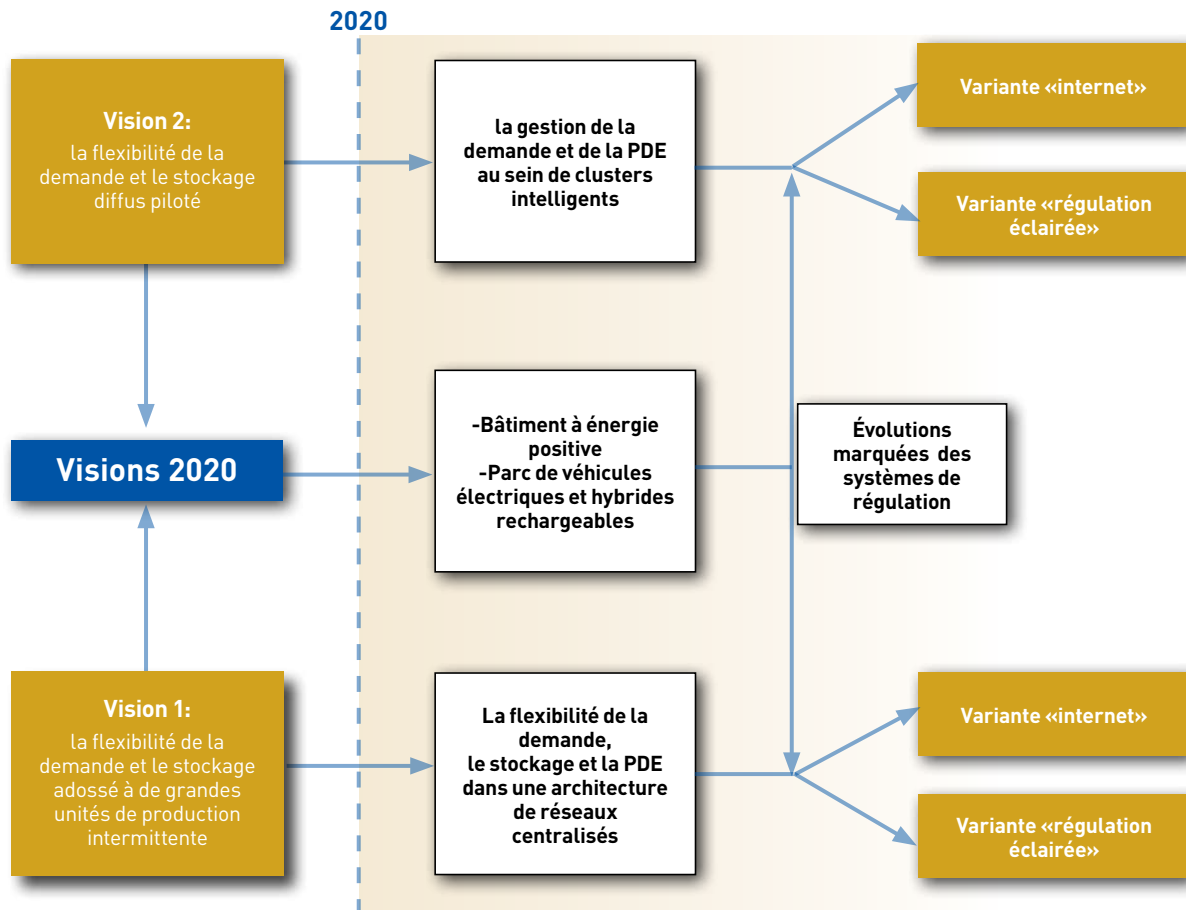 2020
Vision 2:
la flexibilité de la
demande et le stockage
diffus piloté
la gestion de la
demande et de la PDE
au sein de clusters
intelligents
Variante «internet»
Variante «régulation
éclairée»
Visions 2020
-Bâtiment à énergie
positive
-Parc de véhicules
électriques et hybrides
rechargeables
Évolutions
marquées des
systèmes de
régulation
Vision 1:
la flexibilité de la
demande et le stockage
adossé à de grandes
unités de production
intermittente
La flexibilité de la
demande,
le stockage et la PDE
dans une architecture
de réseaux
centralisés
Variante «internet»
Variante «régulation
éclairée»